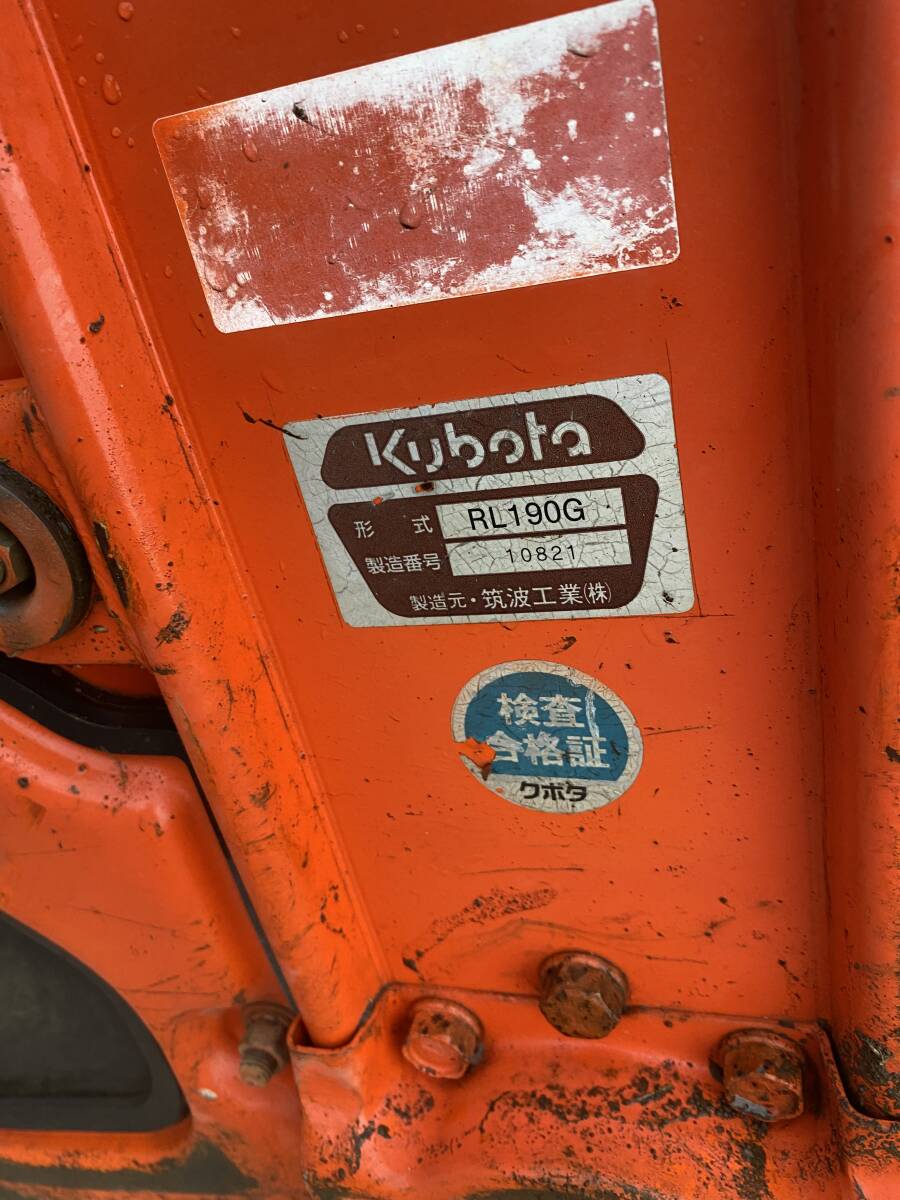 Kubota
形 式 RL190G
製造番号 10821
製造元・筑波工業(株)
検査
合格証
クボタ